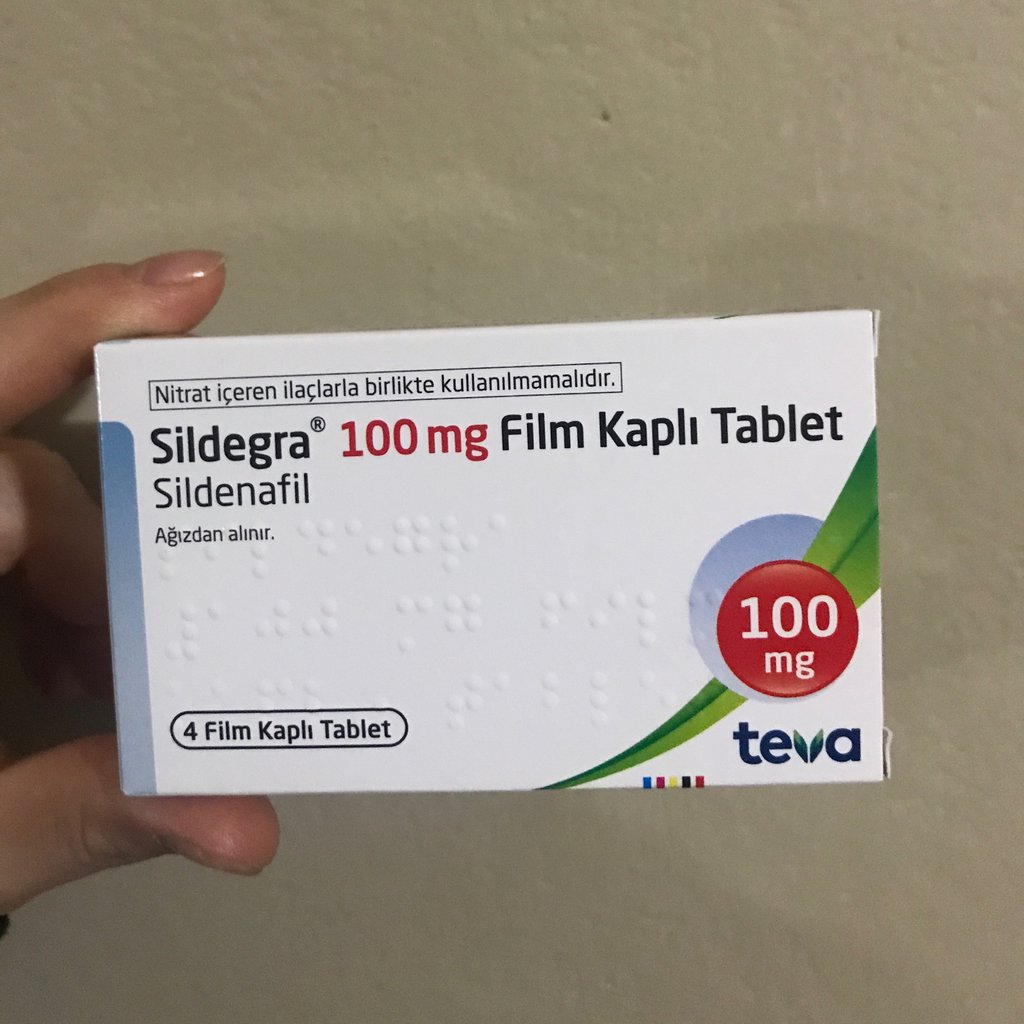 Nitrat içeren ilaçlarla birlikte kullanılmamalıdır.
Sildegra® 100 mg Film Kaplı Tablet
Sildenafil
Ağızdan alınır.
100
mg
4 Film Kaplı Tablet
teva